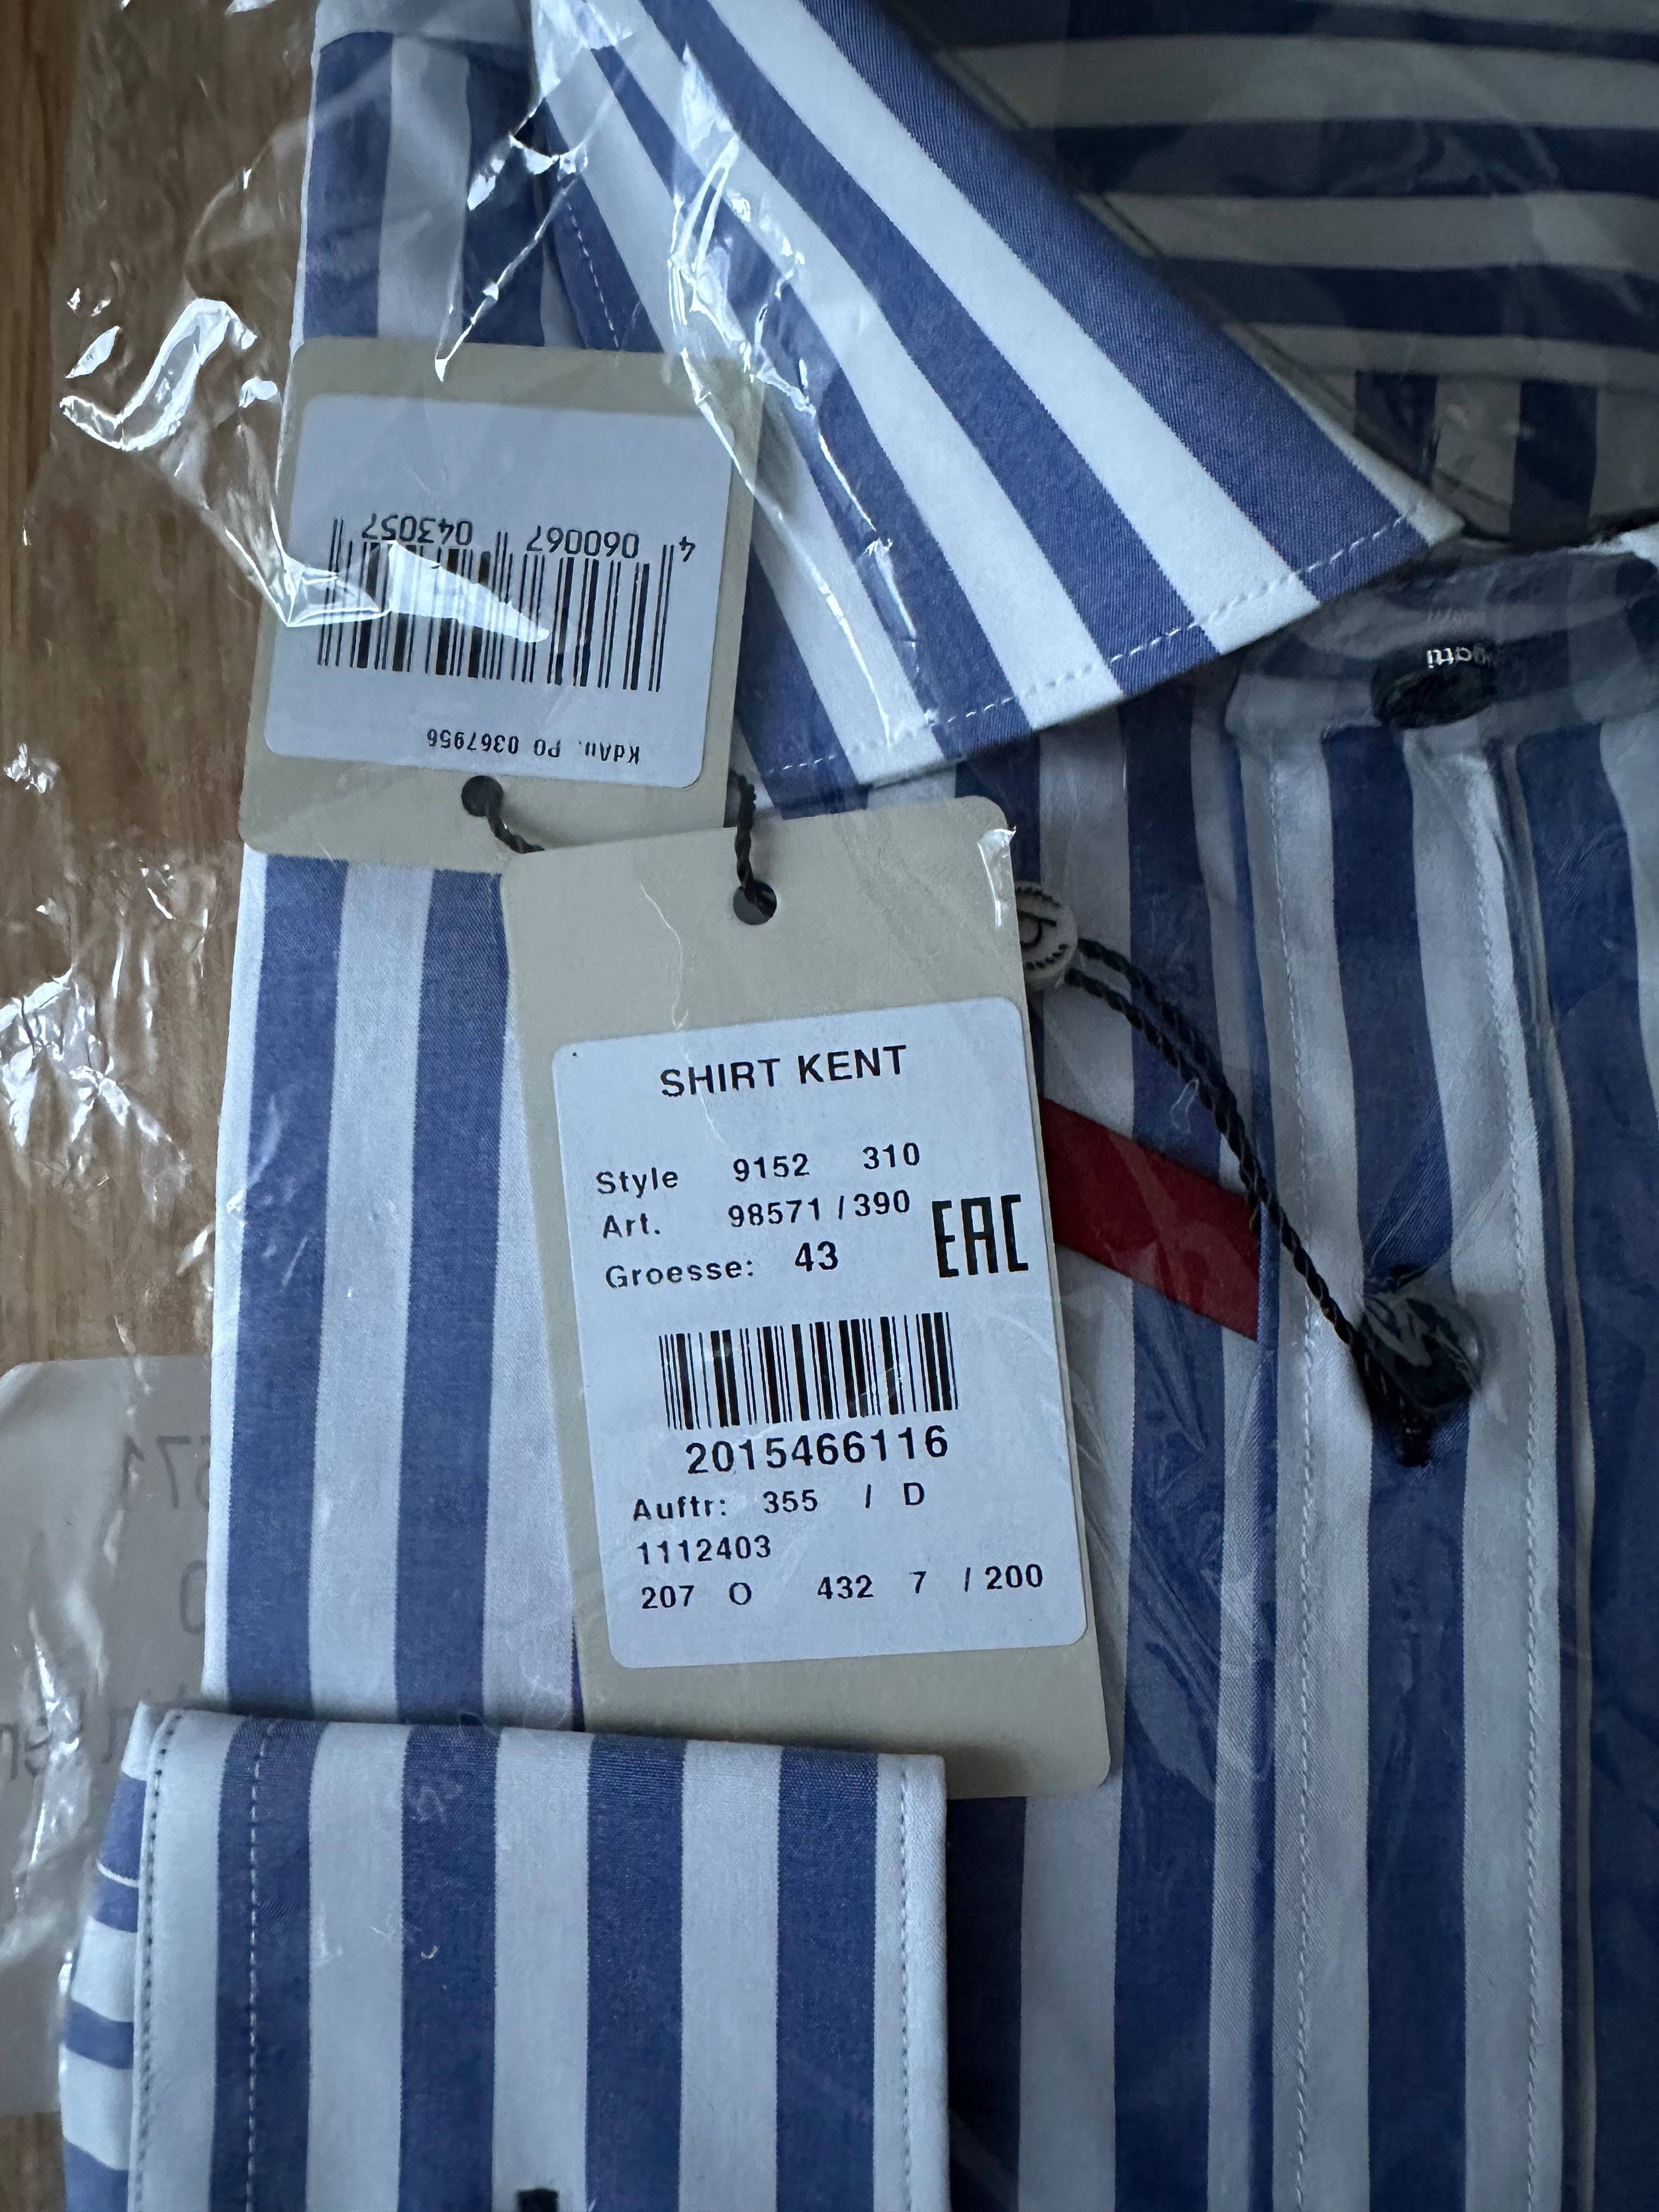 4 060067 043057
KdAu. PO 0367956
SHIRT KENT
Style 9152 310
Art. 98571 / 390
Groesse: 43
EAC
2015466116
Auftr: 355 / D
1112403
207 O 432 7 / 200